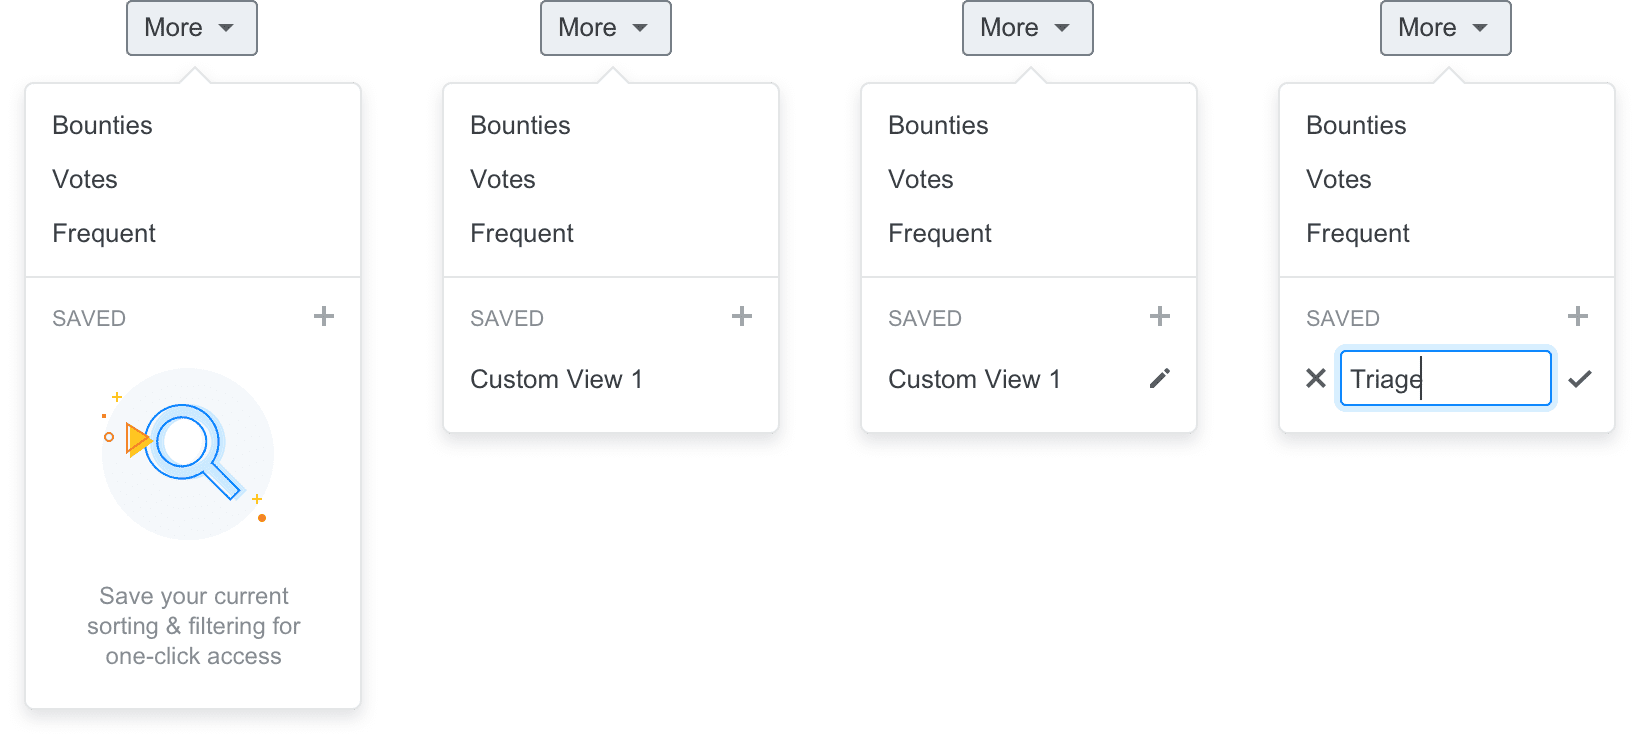 More
Bounties
Votes
Frequent
SAVED
Save your current
sorting & filtering for
one-click access
More
Bounties
Votes
Frequent
SAVED
Custom View 1
More
Bounties
Votes
Frequent
SAVED
Custom View 1
More
Bounties
Votes
Frequent
SAVED
Triage